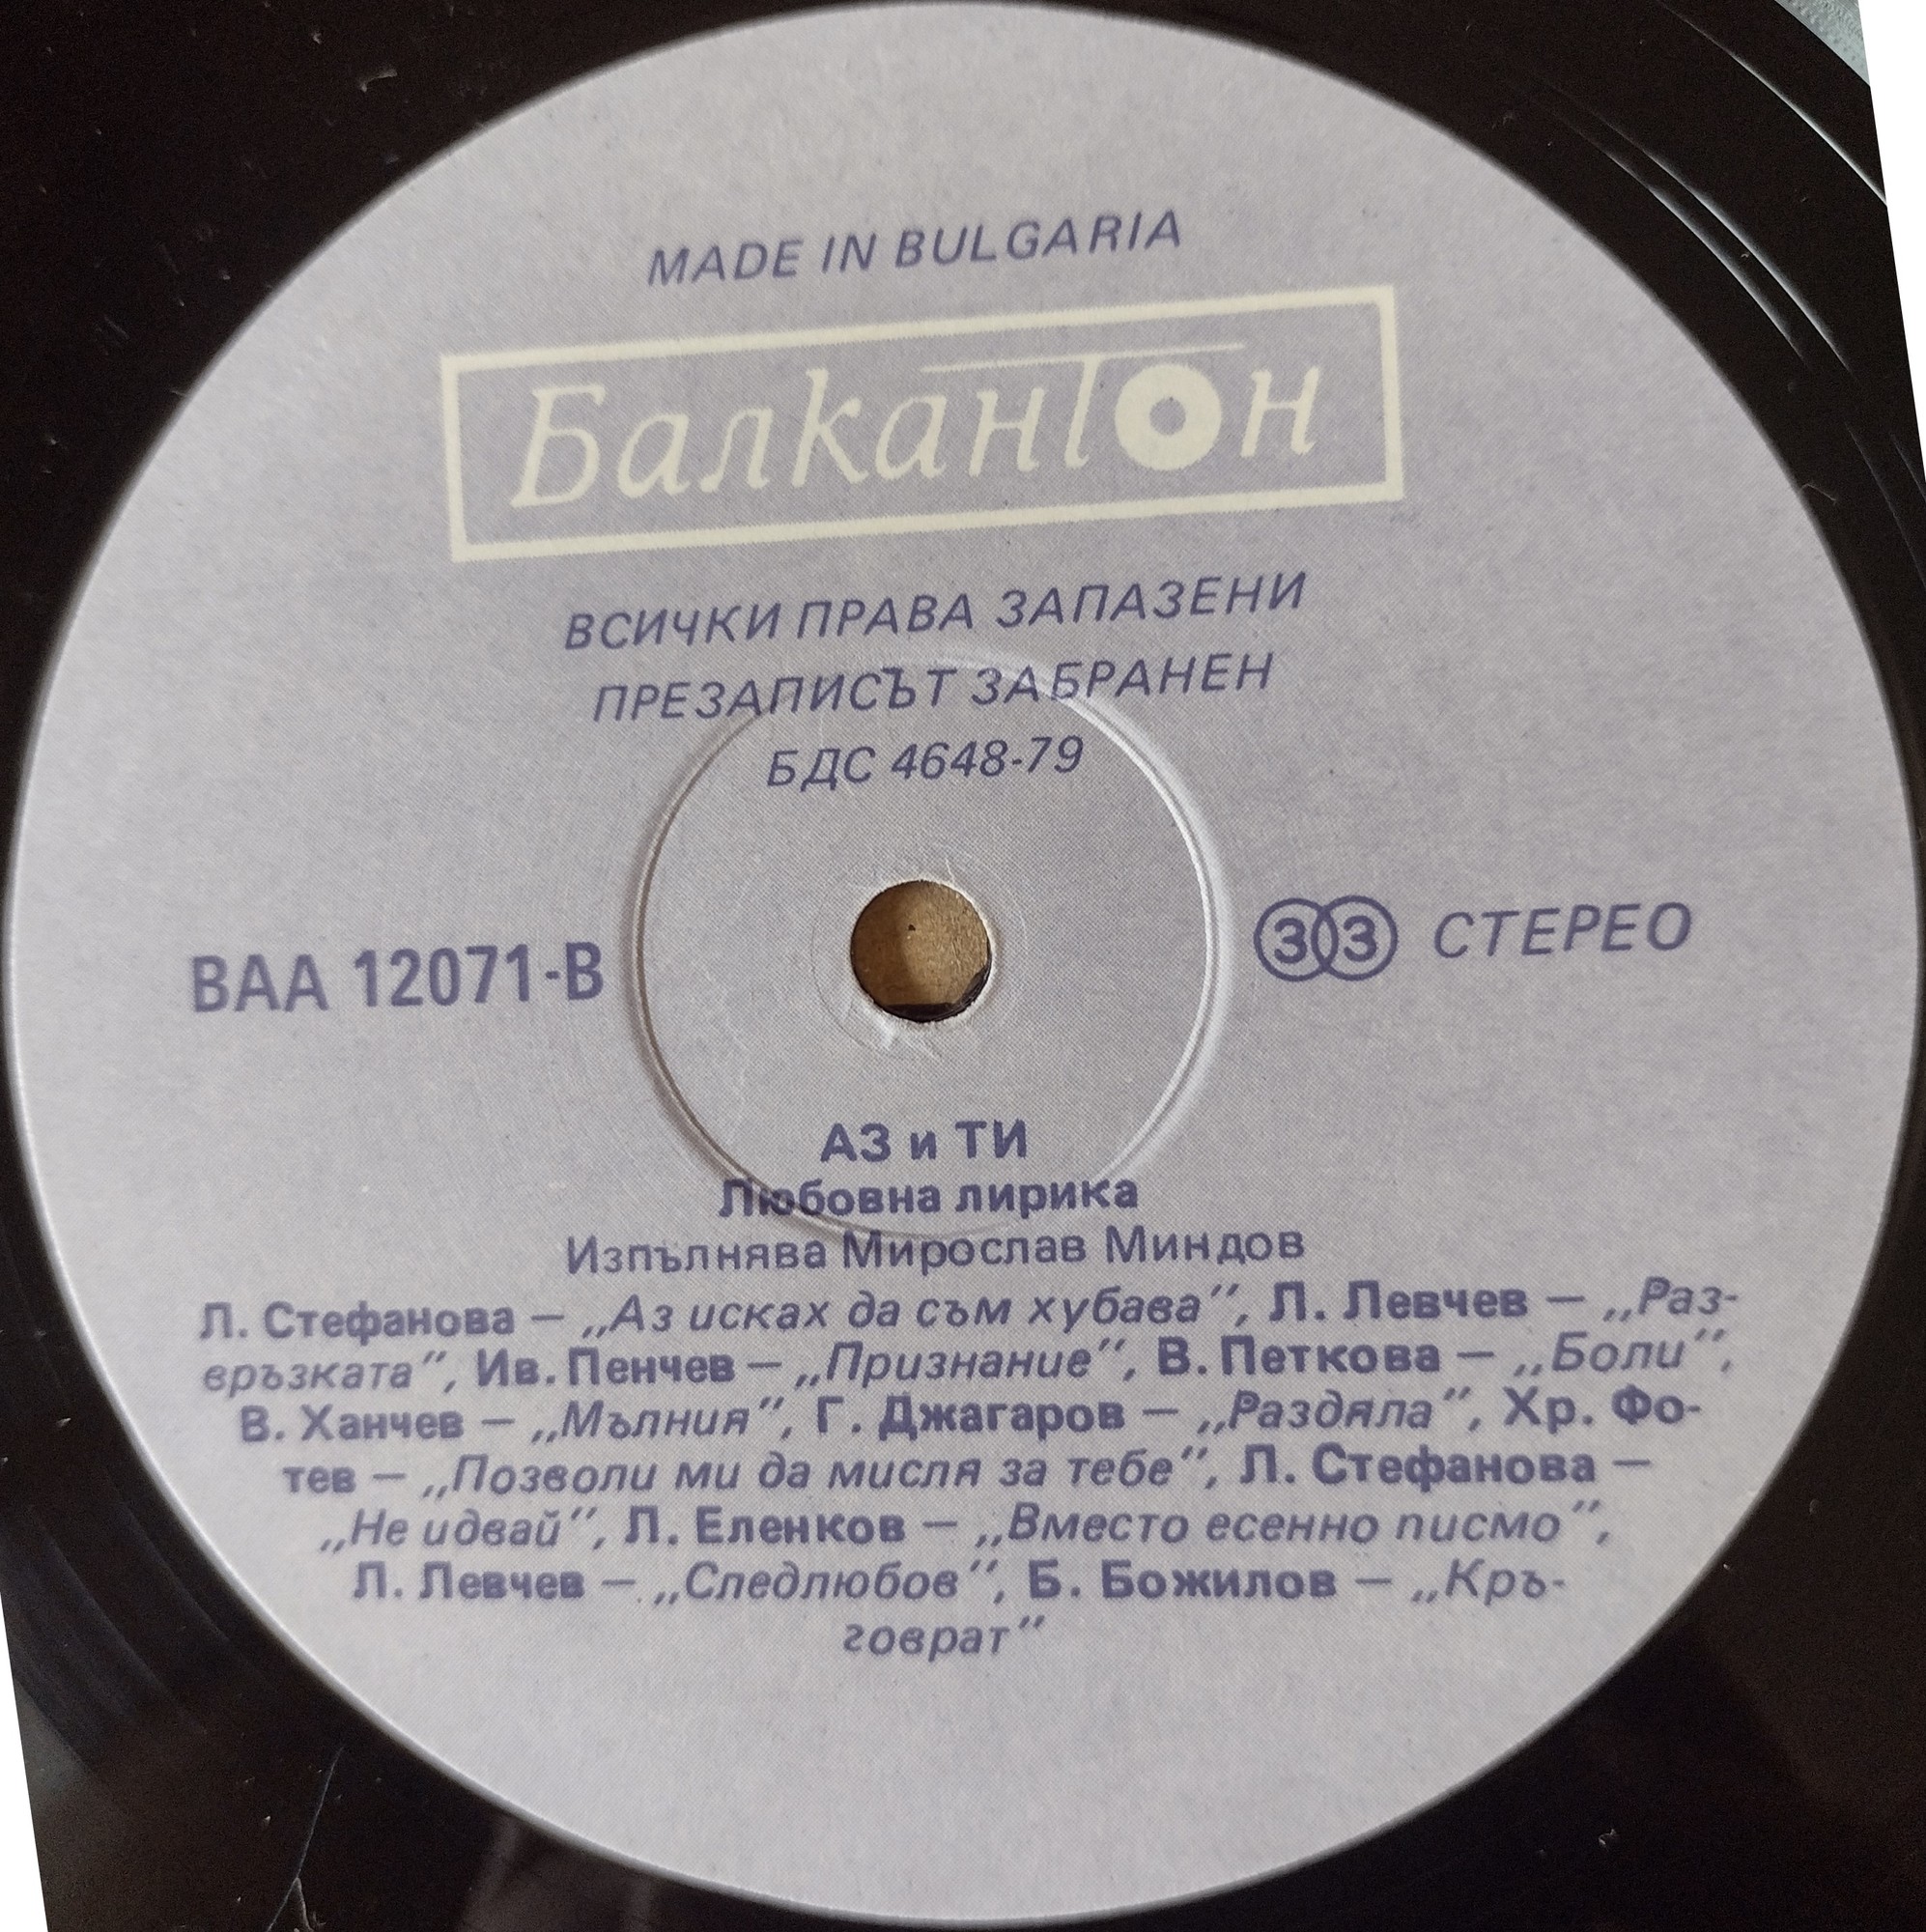 MADE IN BULGARIA
Балкантон
ВСИЧКИ ПРАВА ЗАПАЗЕНИ
ПРЕЗАПИСЪТ ЗАБРАНЕН
БДС 4648-79
ВАА 12071-В
33 СТЕРЕО
АЗ и ТИ
Любовна лирика
Изпълнява Мирослав Миндов
Л. Стефанова — „Аз исках да съм хубава”, Л. Левчев — „Раз-
връзката”, Ив. Пенчев — „Признание”, В. Петкова — „Боли”,
В. Ханчев — „Мълния”, Г. Джагаров — „Раздяла”, Хр. Фо-
тев — „Позволи ми да мисля за тебе”, Л. Стефанова —
„Не идвай”, Л. Еленков — „Вместо есенно писмо”,
Л. Левчев — „Следлюбов”, Б. Божилов — „Кръ-
говрат”